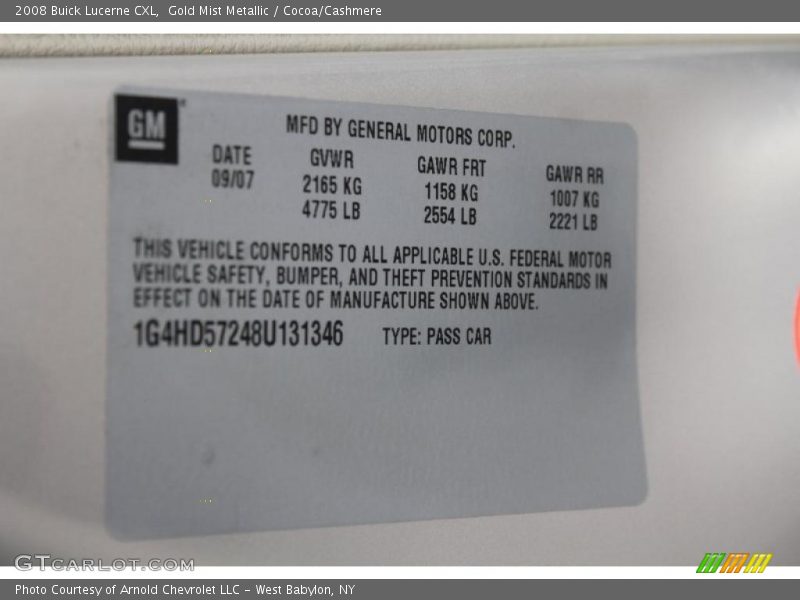 2008 Buick Lucerne CXL,  Gold Mist Metallic / Cocoa/Cashmere
GM
MFD BY GENERAL MOTORS CORP.
DATE GVWR GAWR FRT GAWR RR
09/07 2165 KG 1158 KG 1007 KG
4775 LB 2554 LB 2221 LB
THIS VEHICLE CONFORMS TO ALL APPLICABLE U.S. FEDERAL MOTOR
VEHICLE SAFETY, BUMPER, AND THEFT PREVENTION STANDARDS IN
EFFECT ON THE DATE OF MANUFACTURE SHOWN ABOVE.
1G4HD57248U131346 TYPE: PASS CAR
GTCARLOT.COM
Photo Courtesy of Arnold Chevrolet LLC - West Babylon, NY